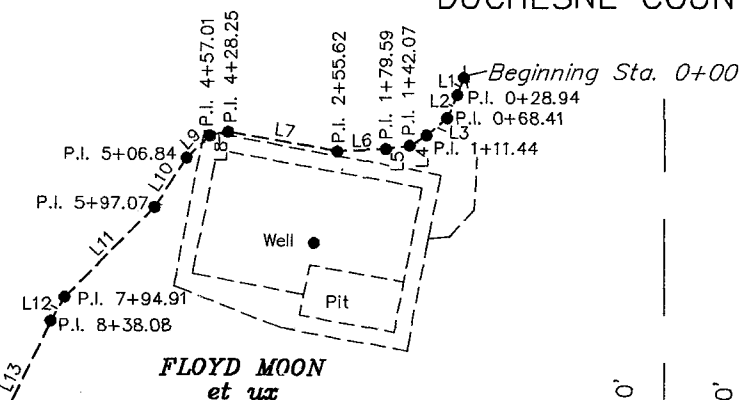 DUCHESNE COUN
Beginning Sta. 0+00
L1
P.I. 0+28.94
L2
P.I. 0+68.41
L3
P.I. 1+11.44
L4
P.I. 1+42.07
L5
P.I. 1+79.59
L6
P.I. 2+55.62
L7
P.I. 4+28.25
L8
P.I. 4+57.01
L9
P.I. 5+06.84
L10
P.I. 5+97.07
L11
P.I. 7+94.91
L12
P.I. 8+38.08
L13
Well
Pit
FLOYD MOON
et ux
0'
0'